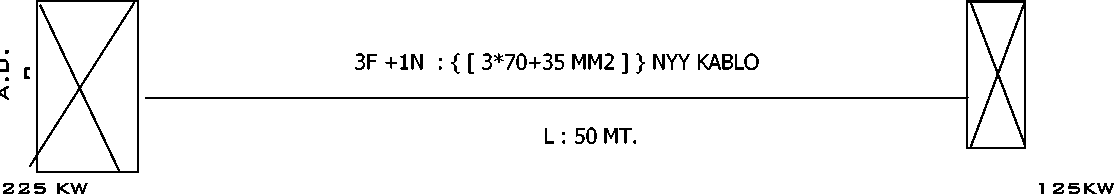 A.D.
3F +1N : { [ 3*70+35 MM2 ] } NYY KABLO
L : 50 MT.
225 KW
125KW